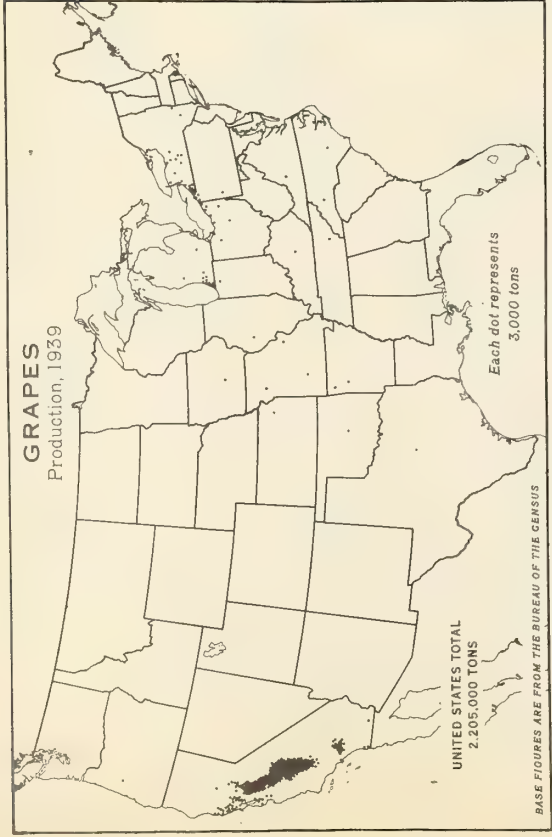 GRAPES
Production, 1939
Each dot represents
3,000 tons
UNITED STATES TOTAL
2,205,000 TONS
BASE FIGURES ARE FROM THE BUREAU OF THE CENSUS